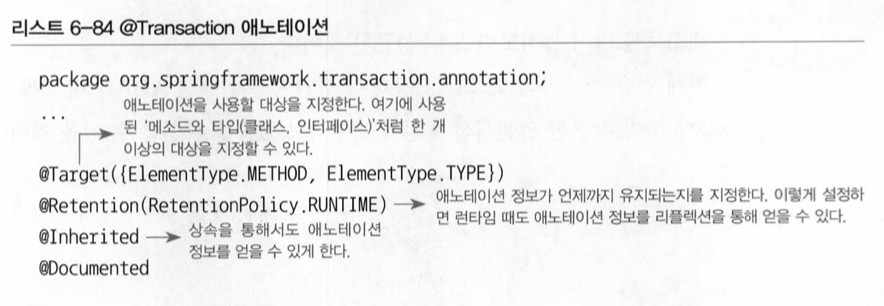 리스트 6-84 @Transaction 애노테이션
package org.springframework.transaction.annotation;
...
애노테이션을 사용할 대상을 지정한다. 여기에 사용
된 '메소드와 타입(클래스, 인터페이스)'처럼 한 개
이상의 대상을 지정할 수 있다.
@Target({ElementType.METHOD, ElementType.TYPE})
@Retention(RetentionPolicy.RUNTIME)
애노테이션 정보가 언제까지 유지되는지를 지정한다. 이렇게 설정하
면 런타임 때도 애노테이션 정보를 리플렉션을 통해 얻을 수 있다.
@Inherited
상속을 통해서도 애노테이션
정보를 얻을 수 있게 한다.
@Documented